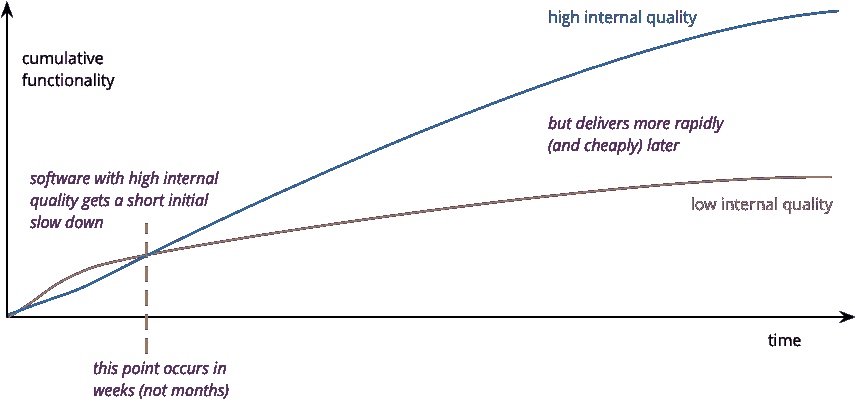 high internal quality
cumulative
functionality
but delivers more rapidly
(and cheaply) later
software with high internal
quality gets a short initial
slow down
low internal quality
time
this point occurs in
weeks (not months)